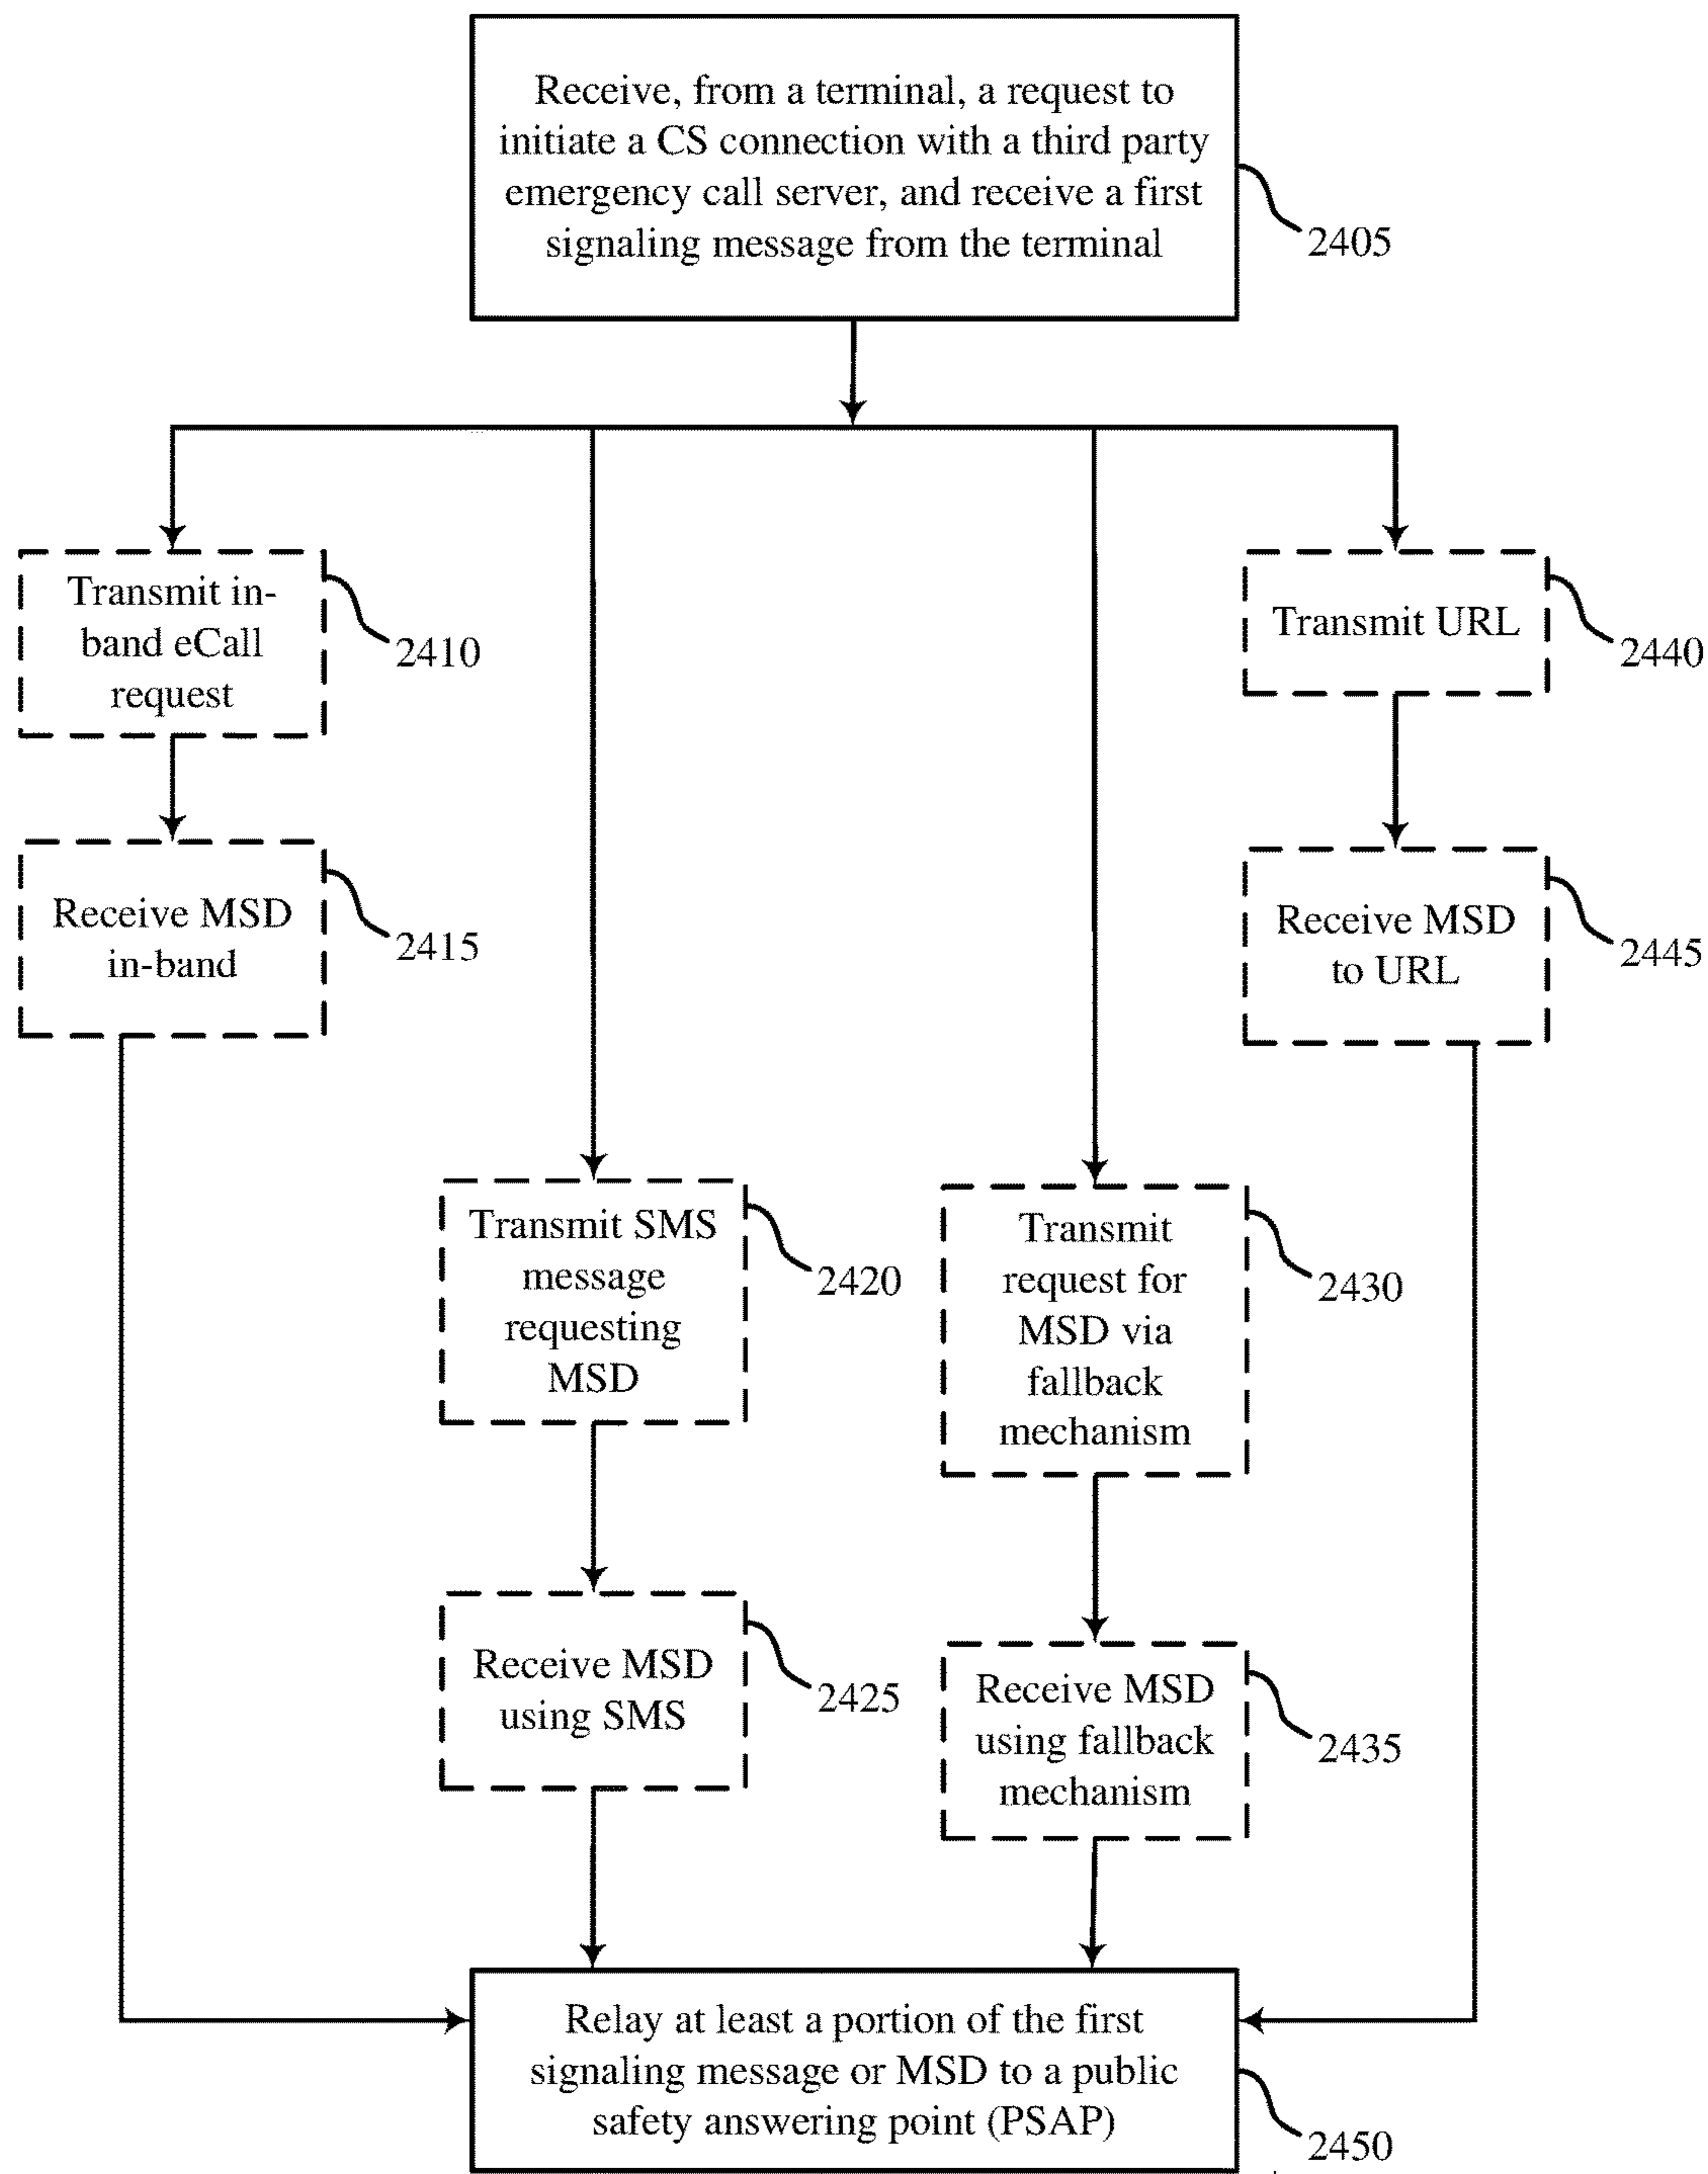 Receive, from a terminal, a request to
initiate a CS connection with a third party
emergency call server, and receive a first
signaling message from the terminal
2405
Transmit in-
band eCall
request
2410
Transmit URL
2440
Receive MSD
in-band
2415
Receive MSD
to URL
2445
Transmit SMS
message
requesting
MSD
2420
Transmit
request for
MSD via
fallback
mechanism
2430
Receive MSD
using SMS
2425
Receive MSD
using fallback
mechanism
2435
Relay at least a portion of the first
signaling message or MSD to a public
safety answering point (PSAP)
2450